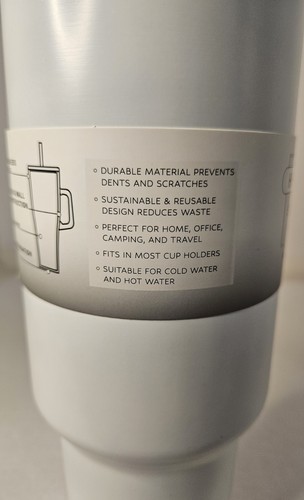 ◦ DURABLE MATERIAL PREVENTS
DENTS AND SCRATCHES
◦ SUSTAINABLE & REUSABLE
DESIGN REDUCES WASTE
◦ PERFECT FOR HOME, OFFICE,
CAMPING, AND TRAVEL
◦ FITS IN MOST CUP HOLDERS
◦ SUITABLE FOR COLD WATER
AND HOT WATER